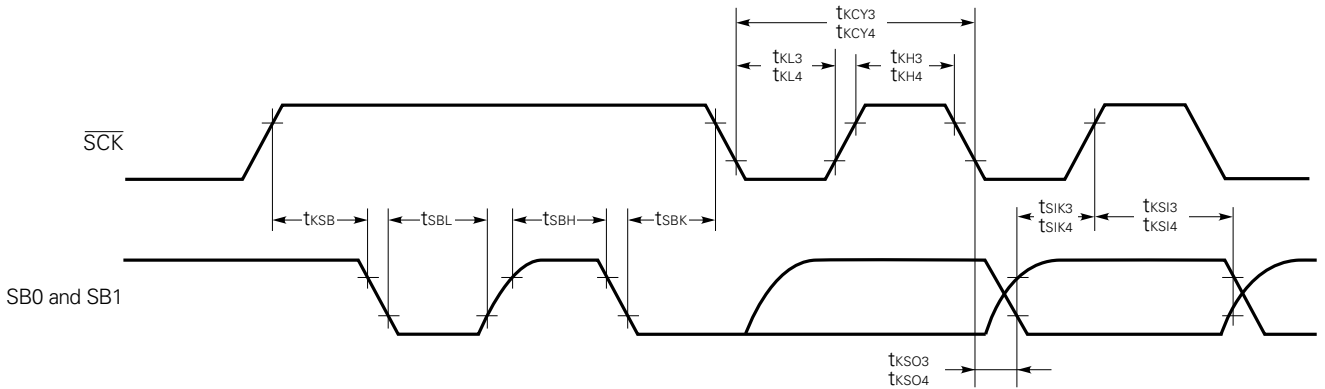 tKCY3
tKCY4
tKL3
tKL4
tKH3
tKH4
SCK
tKSB
tSBL
tSBH
tSBK
tSIK3
tSIK4
tKSI3
tKSI4
SB0 and SB1
tKSO3
tKSO4